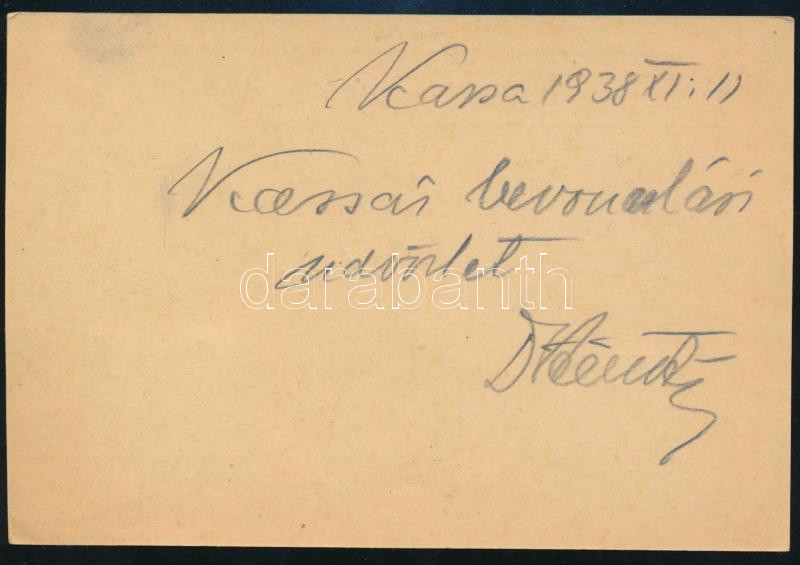 Kassa 1938 XI. 11
Kassai bevonulási
üdvözlet
darabanth